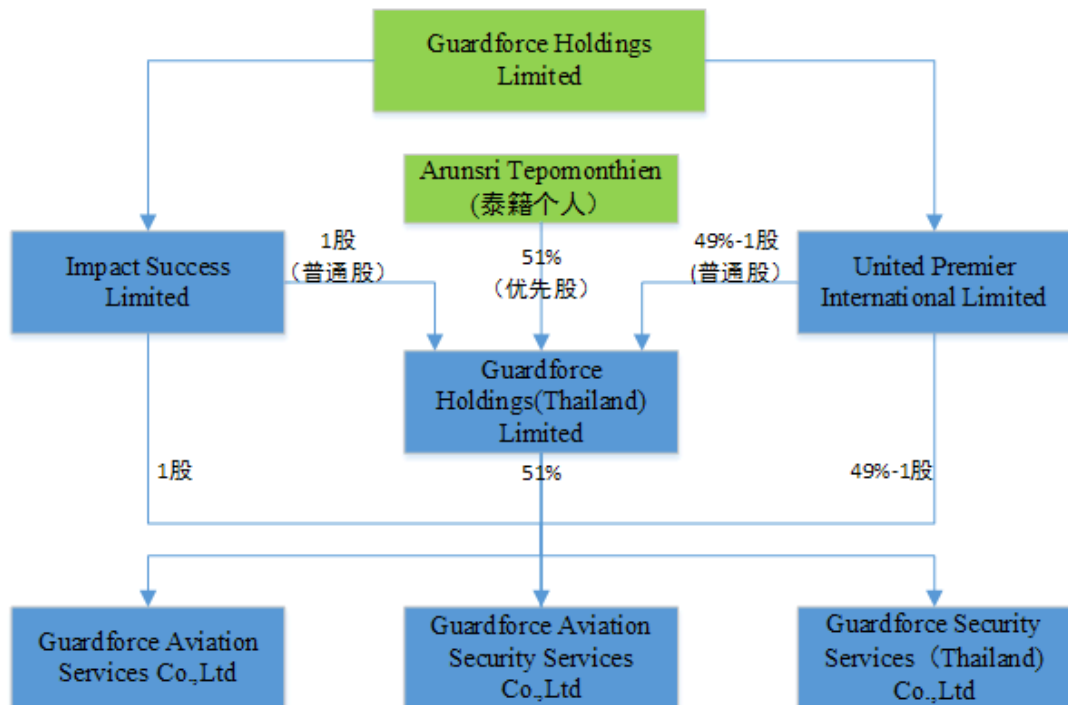 Guardforce Holdings
Limited
Arunsri Tepomonthien
(泰籍个人）
1股
（普通股）
51%
（优先股）
49%-1股
(普通股）
Impact Success
Limited
United Premier
International Limited
Guardforce
Holdings(Thailand)
Limited
1股
51%
49%-1股
Guardforce Aviation
Services Co.,Ltd
Guardforce Aviation
Security Services
Co.,Ltd
Guardforce Security
Services（Thailand)
Co.,Ltd